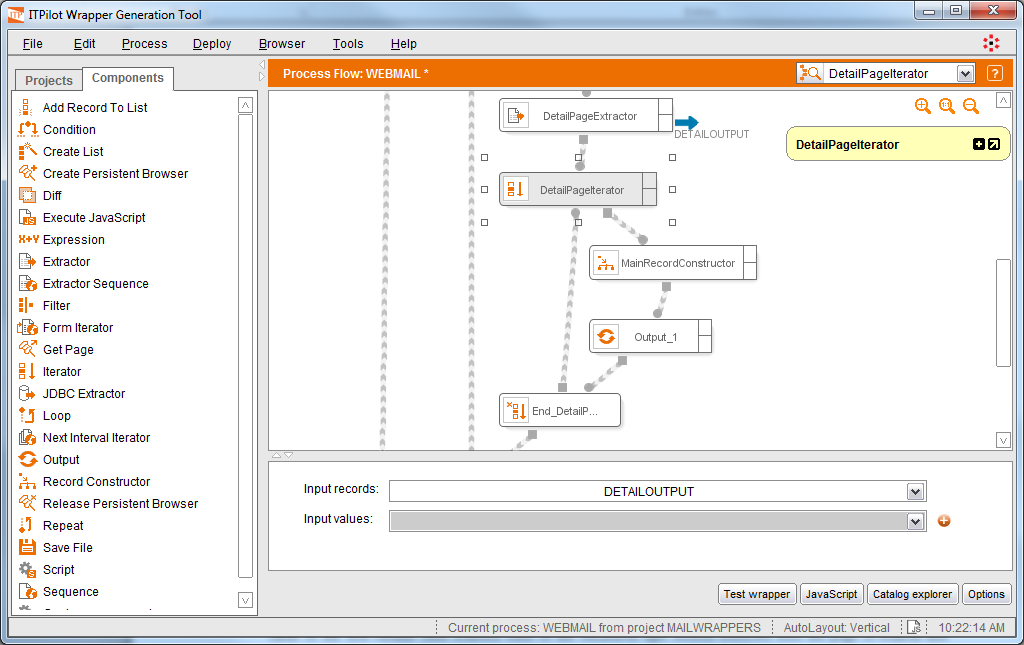 ITPilot Wrapper Generation Tool
File Edit Process Deploy Browser Tools Help
Projects Components
Process Flow: WEBMAIL *
DetailPageIterator
?
Add Record To List
Condition
Create List
Create Persistent Browser
Diff
Execute JavaScript
X+Y Expression
Extractor
Extractor Sequence
Filter
Form Iterator
Get Page
Iterator
JDBC Extractor
Loop
Next Interval Iterator
Output
Record Constructor
Release Persistent Browser
Repeat
Save File
Script
Sequence
DetailPageExtractor
DETAILOUTPUT
DetailPageIterator
DetailPageIterator
MainRecordConstructor
Output_1
End_DetailP...
Input records: DETAILOUTPUT
Input values:
Test wrapper JavaScript Catalog explorer Options
Current process: WEBMAIL from project MAILWRAPPERS AutoLayout: Vertical 10:22:14 AM